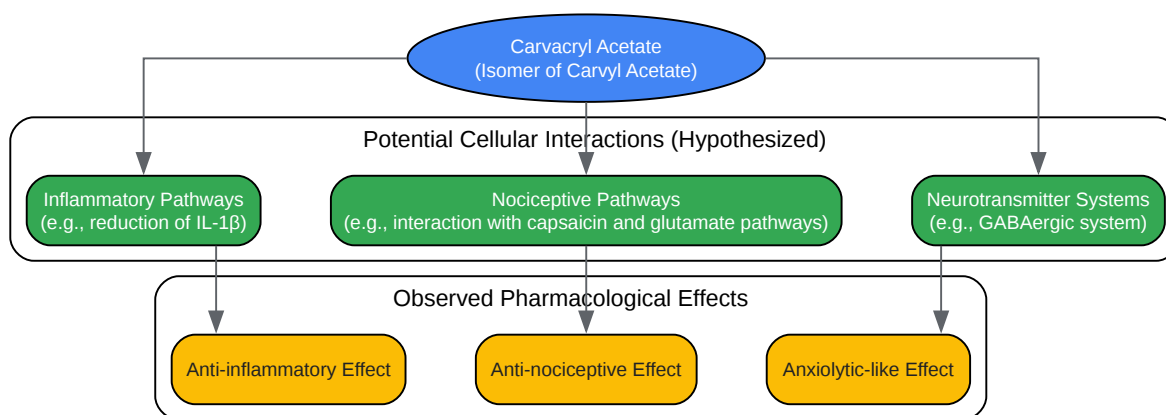 Carvacryl Acetate
(Isomer of Carvyl Acetate)
Potential Cellular Interactions (Hypothesized)
Inflammatory Pathways
(e.g., reduction of IL-1β)
Nociceptive Pathways
(e.g., interaction with capsaicin and glutamate pathways)
Neurotransmitter Systems
(e.g., GABAergic system)
Observed Pharmacological Effects
Anti-inflammatory Effect
Anti-nociceptive Effect
Anxiolytic-like Effect